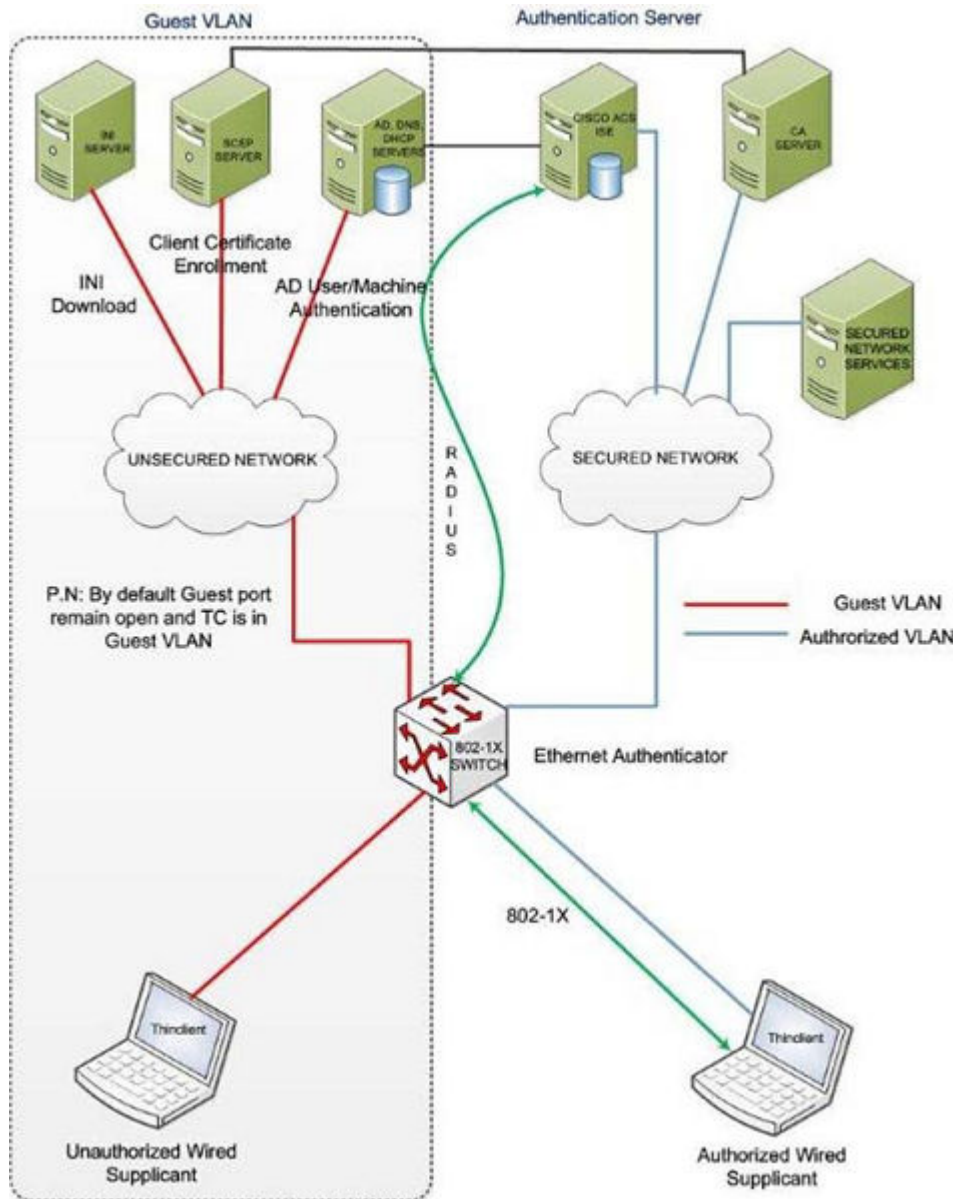 Guest VLAN
Authentication Server
INI
SERVER
SCEP
SERVER
AD, DNS,
DHCP
SERVERS
CISCO ACS
ISE
CA
SERVER
Client Certificate
Enrollment
INI
Download
AD User/Machine
Authentication
SECURED
NETWORK
SERVICES
UNSECURED NETWORK
RADIUS
SECURED NETWORK
P.N: By default Guest port
remain open and TC is in
Guest VLAN
Guest VLAN
Authrorized VLAN
802-1X
SWITCH
Ethernet Authenticator
802-1X
Thinclient
Thinclient
Unauthorized Wired
Supplicant
Authorized Wired
Supplicant